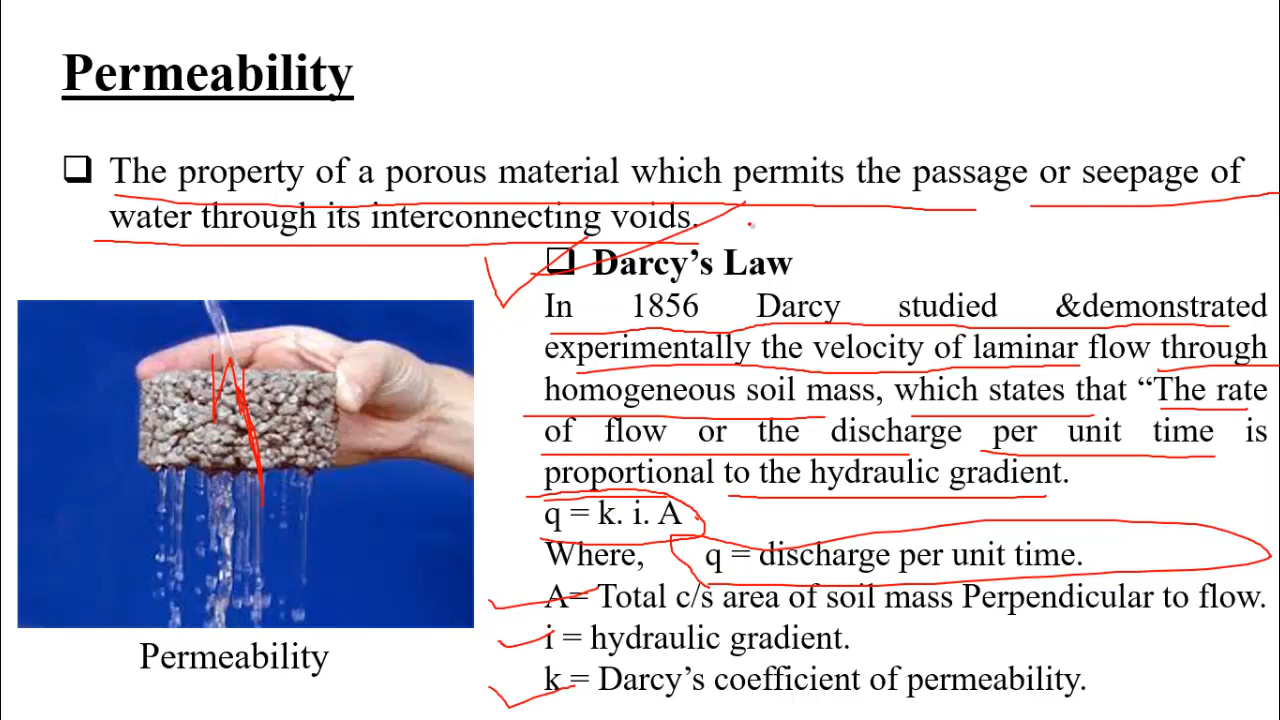 Permeability
The property of a porous material which permits the passage or seepage of
water through its interconnecting voids.
Darcy's Law
In 1856 Darcy studied &demonstrated
experimentally the velocity of laminar flow through
homogeneous soil mass, which states that “The rate
of flow or the discharge per unit time is
proportional to the hydraulic gradient.
q = k. i. A
Where, q = discharge per unit time.
A= Total c/s area of soil mass Perpendicular to flow.
i = hydraulic gradient.
k = Darcy's coefficient of permeability.
Permeability